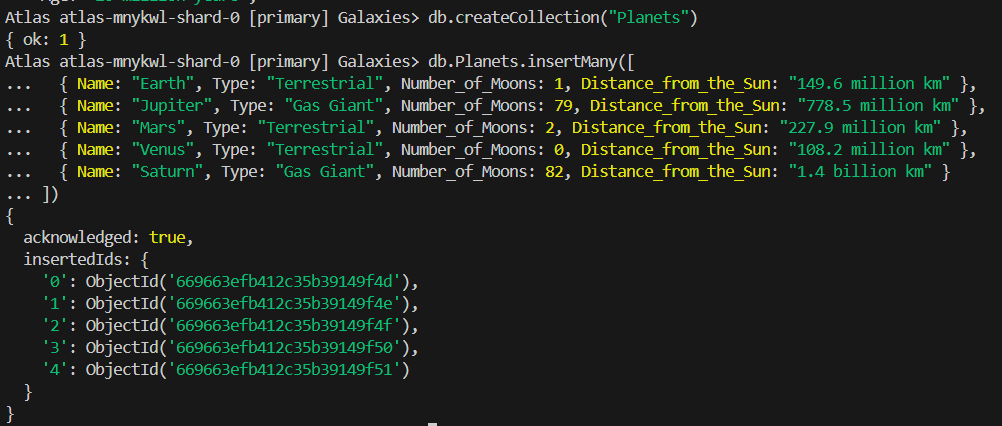 Atlas atlas-mnykwl-shard-0 [primary] Galaxies> db.createCollection("Planets")
{ ok: 1 }
Atlas atlas-mnykwl-shard-0 [primary] Galaxies> db.Planets.insertMany([
...    { Name: "Earth", Type: "Terrestrial", Number_of_Moons: 1, Distance_from_the_Sun: "149.6 million km" },
...    { Name: "Jupiter", Type: "Gas Giant", Number_of_Moons: 79, Distance_from_the_Sun: "778.5 million km" },
...    { Name: "Mars", Type: "Terrestrial", Number_of_Moons: 2, Distance_from_the_Sun: "227.9 million km" },
...    { Name: "Venus", Type: "Terrestrial", Number_of_Moons: 0, Distance_from_the_Sun: "108.2 million km" },
...    { Name: "Saturn", Type: "Gas Giant", Number_of_Moons: 82, Distance_from_the_Sun: "1.4 billion km" }
... ])
{
  acknowledged: true,
  insertedIds: {
    '0': ObjectId('669663efb412c35b39149f4d'),
    '1': ObjectId('669663efb412c35b39149f4e'),
    '2': ObjectId('669663efb412c35b39149f4f'),
    '3': ObjectId('669663efb412c35b39149f50'),
    '4': ObjectId('669663efb412c35b39149f51')
  }
}